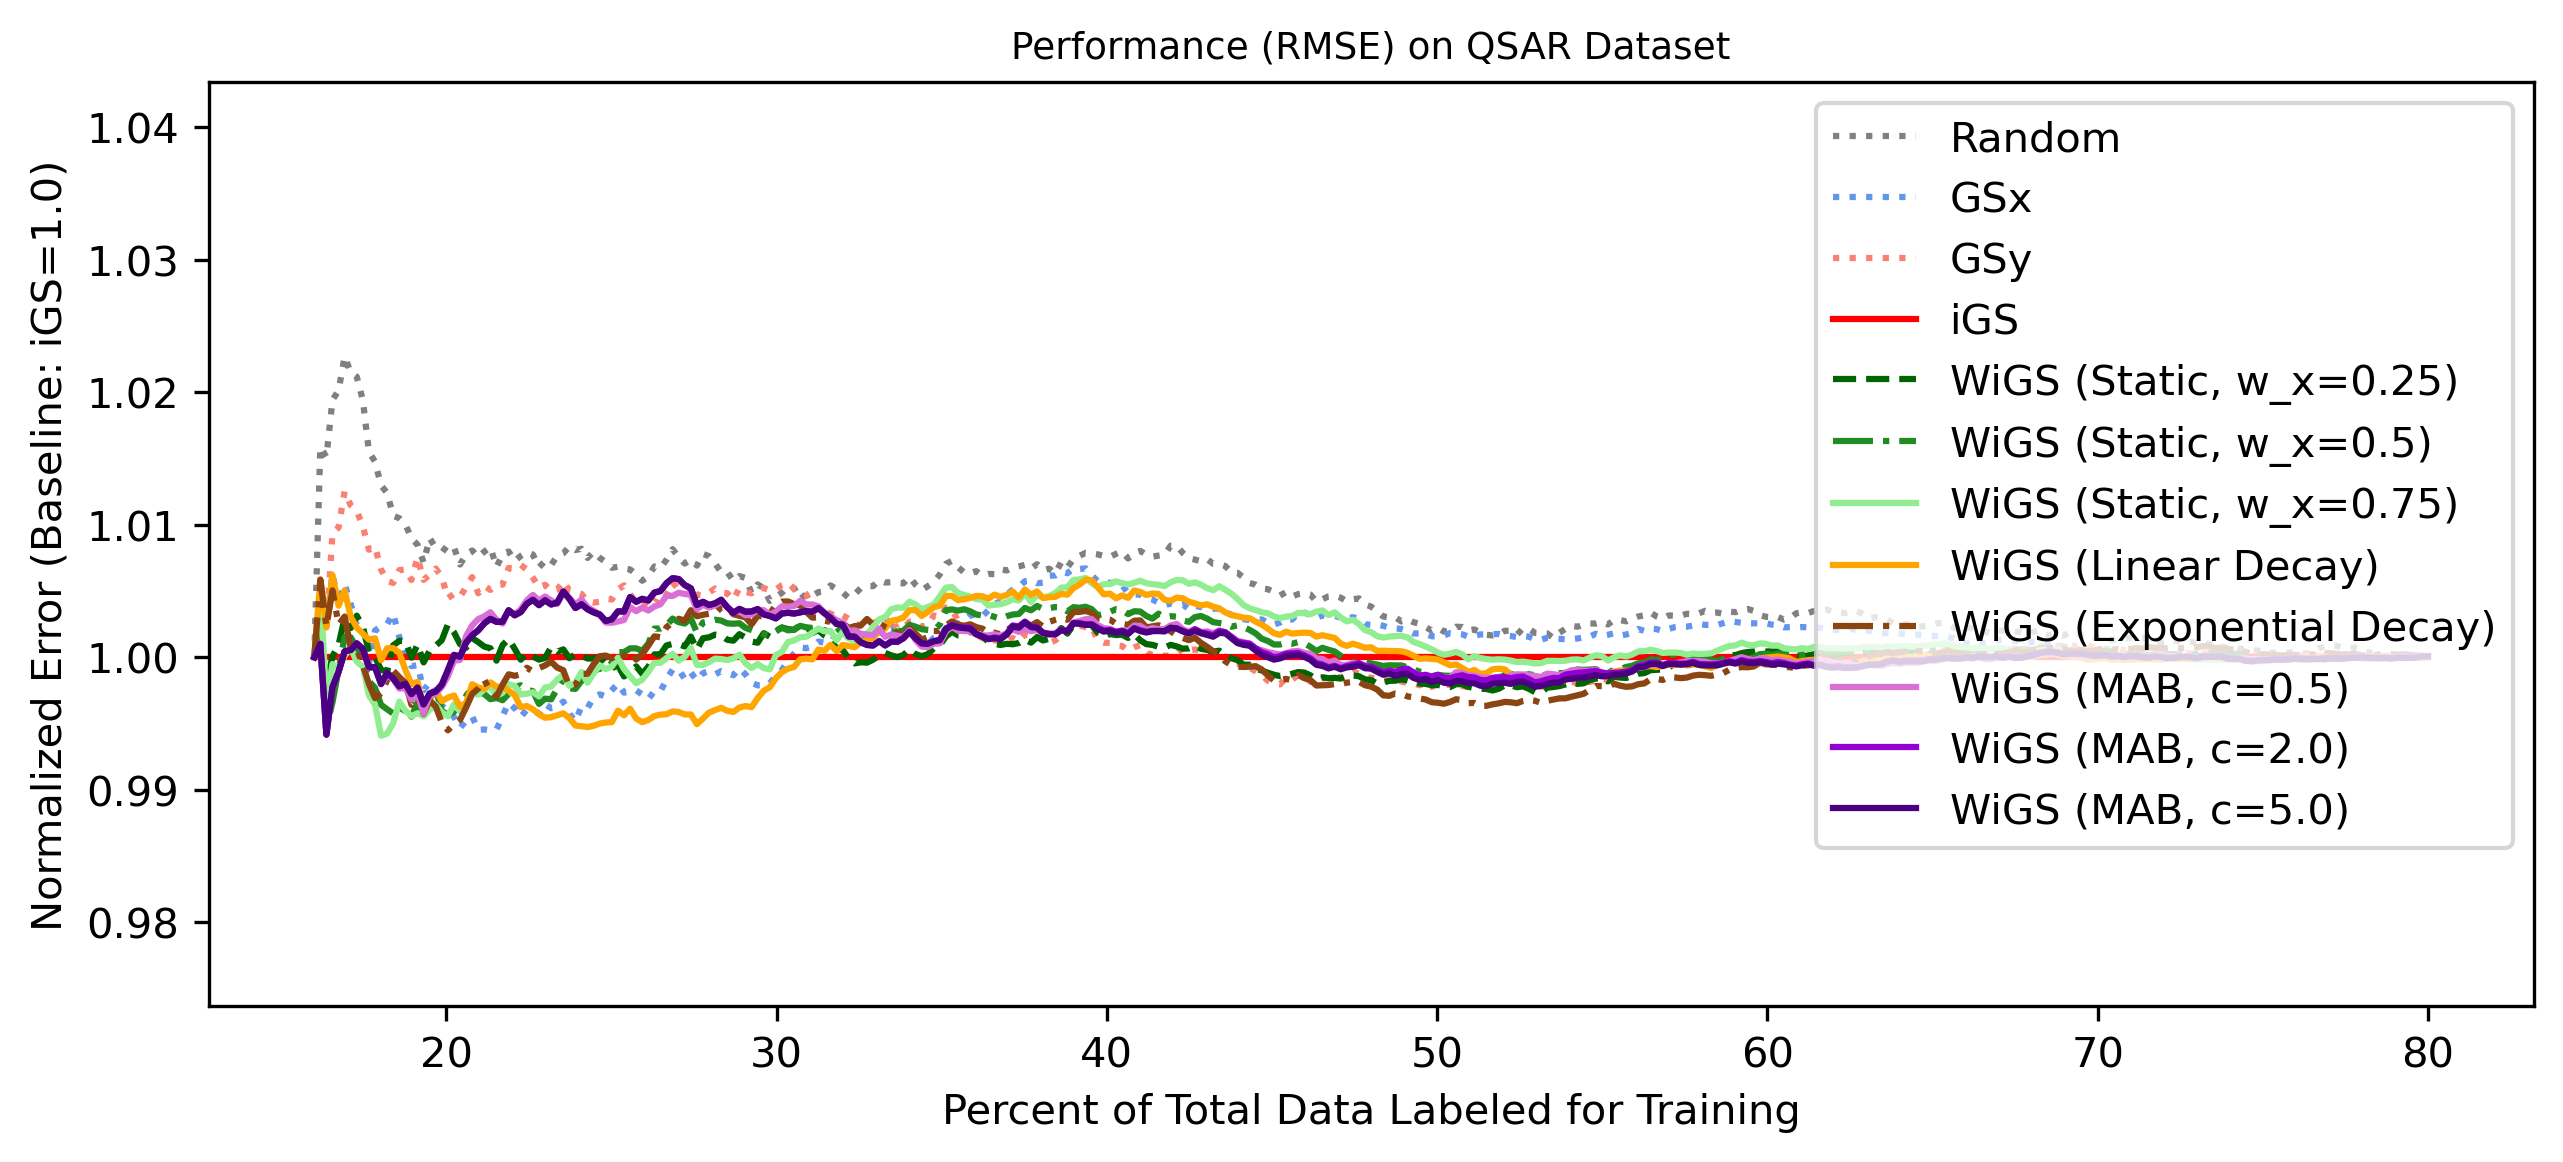 Performance (RMSE) on QSAR Dataset
Normalized Error (Baseline: iGS=1.0)
1.04
1.03
1.02
1.01
1.00
0.99
0.98
Random
GSx
GSy
iGS
WiGS (Static, w_x=0.25)
WiGS (Static, w_x=0.5)
WiGS (Static, w_x=0.75)
WiGS (Linear Decay)
WiGS (Exponential Decay)
WiGS (MAB, c=0.5)
WiGS (MAB, c=2.0)
WiGS (MAB, c=5.0)
20 30 40 50 60 70 80
Percent of Total Data Labeled for Training